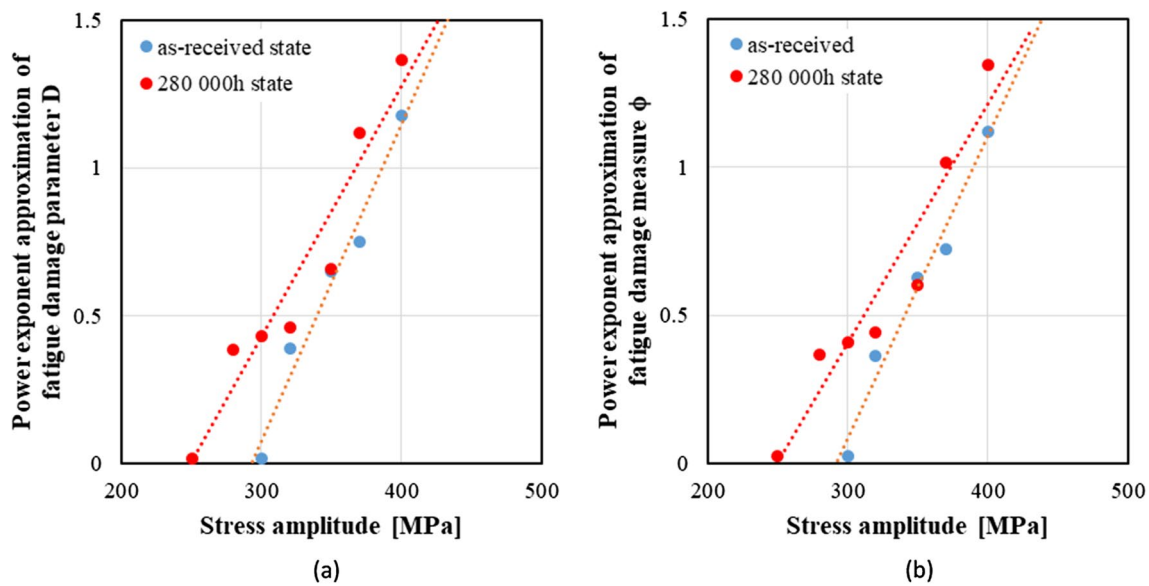 Power exponent approximation of
fatigue damage parameter D
1.5
1
0.5
0
as-received state
280 000h state
200
300
400
500
Stress amplitude [MPa]
(a)
Power exponent approximation of
fatigue damage measure ϕ
1.5
1
0.5
0
as-received
280 000h state
200
300
400
500
Stress amplitude [MPa]
(b)